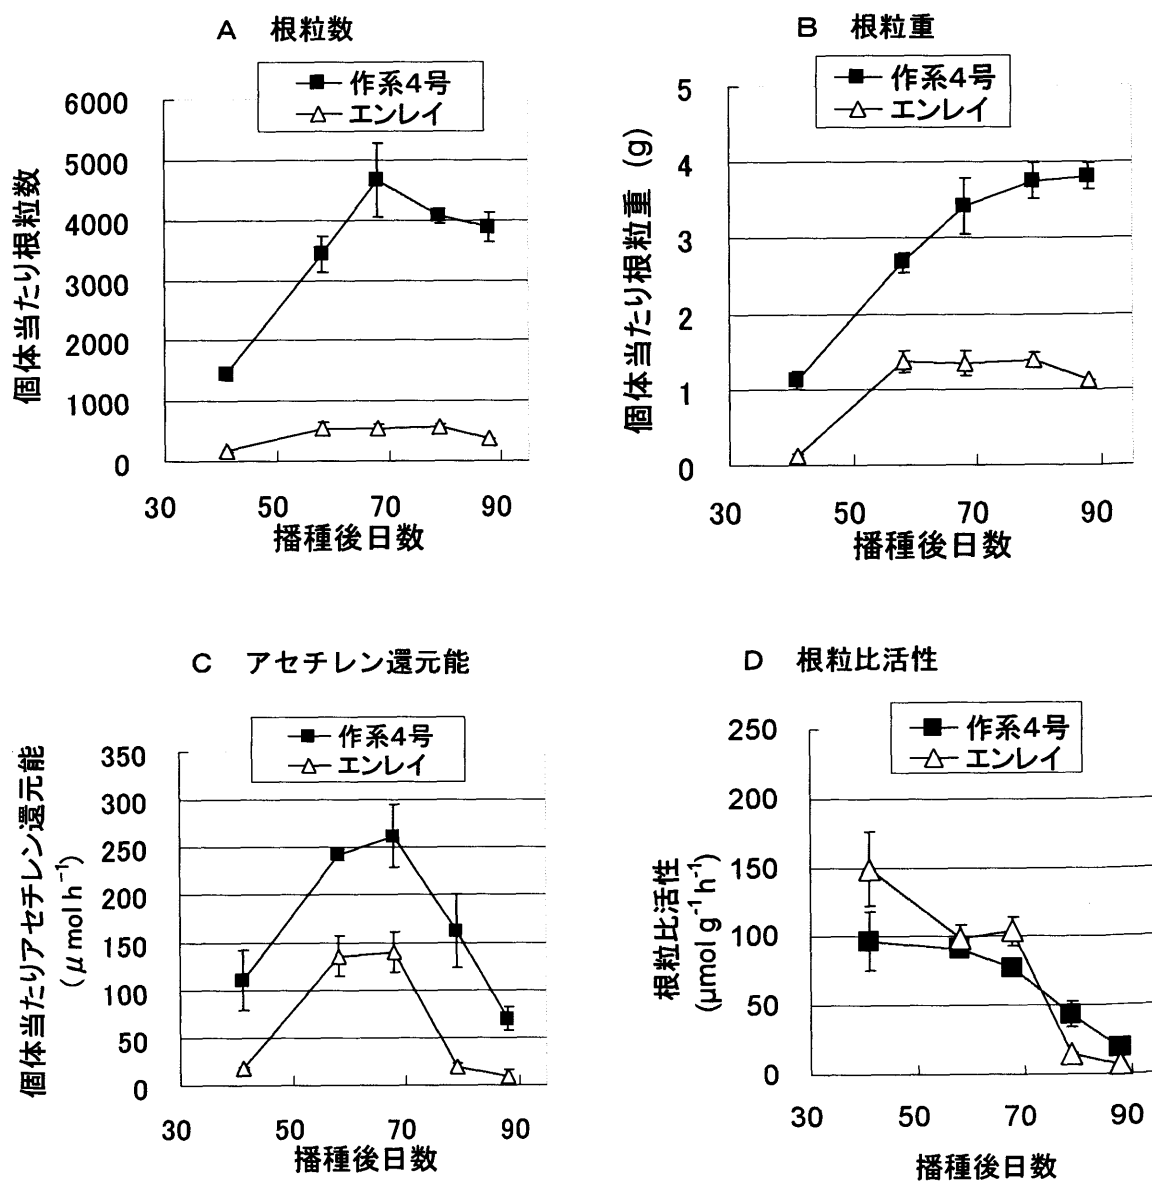 A 根粒数
作系4号
エンレイ
個体当たり根粒数
6000
5000
4000
3000
2000
1000
0
30
50
70
90
播種後日数
B 根粒重
作系4号
エンレイ
個体当たり根粒重 (g)
5
4
3
2
1
0
30
50
70
90
播種後日数
C アセチレン還元能
作系4号
エンレイ
個体当たりアセチレン還元能
(μmol h⁻¹)
350
300
250
200
150
100
50
0
30
50
70
90
播種後日数
D 根粒比活性
作系4号
エンレイ
根粒比活性
(μmol g⁻¹h⁻¹)
250
200
150
100
50
0
30
50
70
90
播種後日数